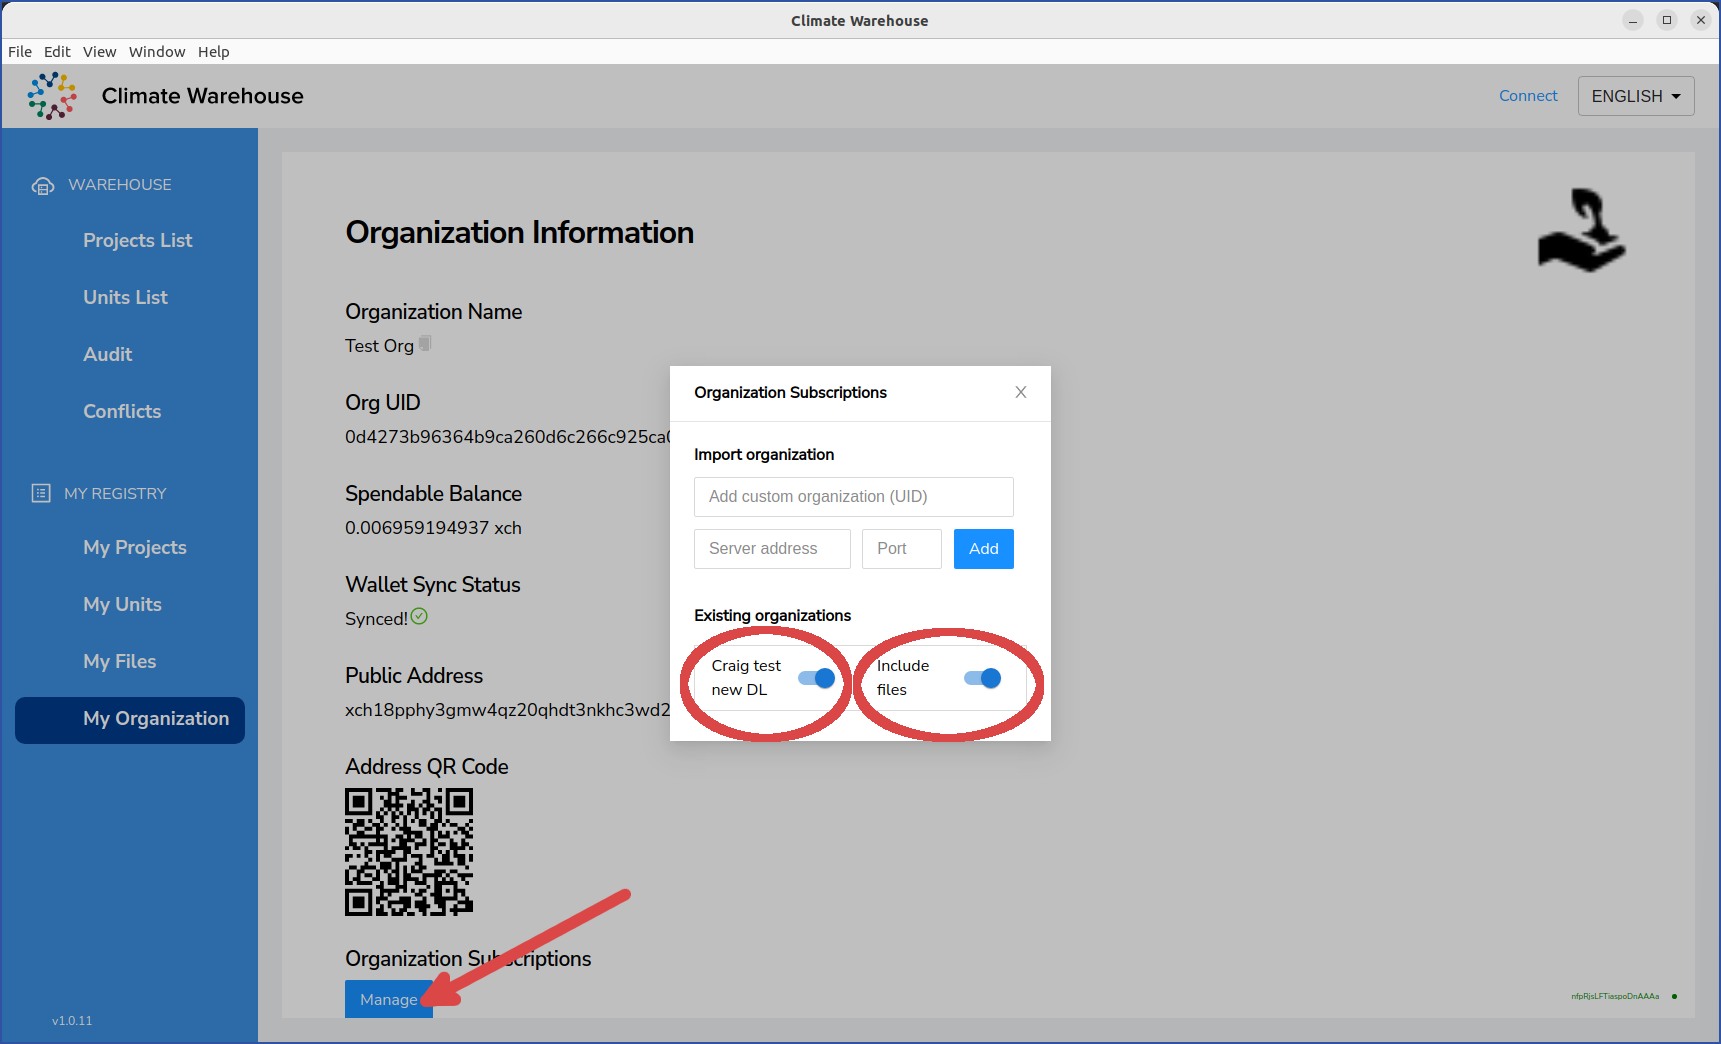 Climate Warehouse
File Edit View Window Help
Climate Warehouse
Connect
ENGLISH
WAREHOUSE
Projects List
Units List
Audit
Conflicts
MY REGISTRY
My Projects
My Units
My Files
My Organization
v1.0.11
Organization Information
Organization Name
Test Org
Org UID
0d4273b96364b9ca260d6c266c925ca
Spendable Balance
0.006959194937 xch
Wallet Sync Status
Synced!
Public Address
xch18pphy3gmw4qz20qhdt3nkhc3wd2
Address QR Code
Organization Subscriptions
Manage
Organization Subscriptions
Import organization
Add custom organization (UID)
Server address
Port
Add
Existing organizations
Craig test
new DL
Include
files